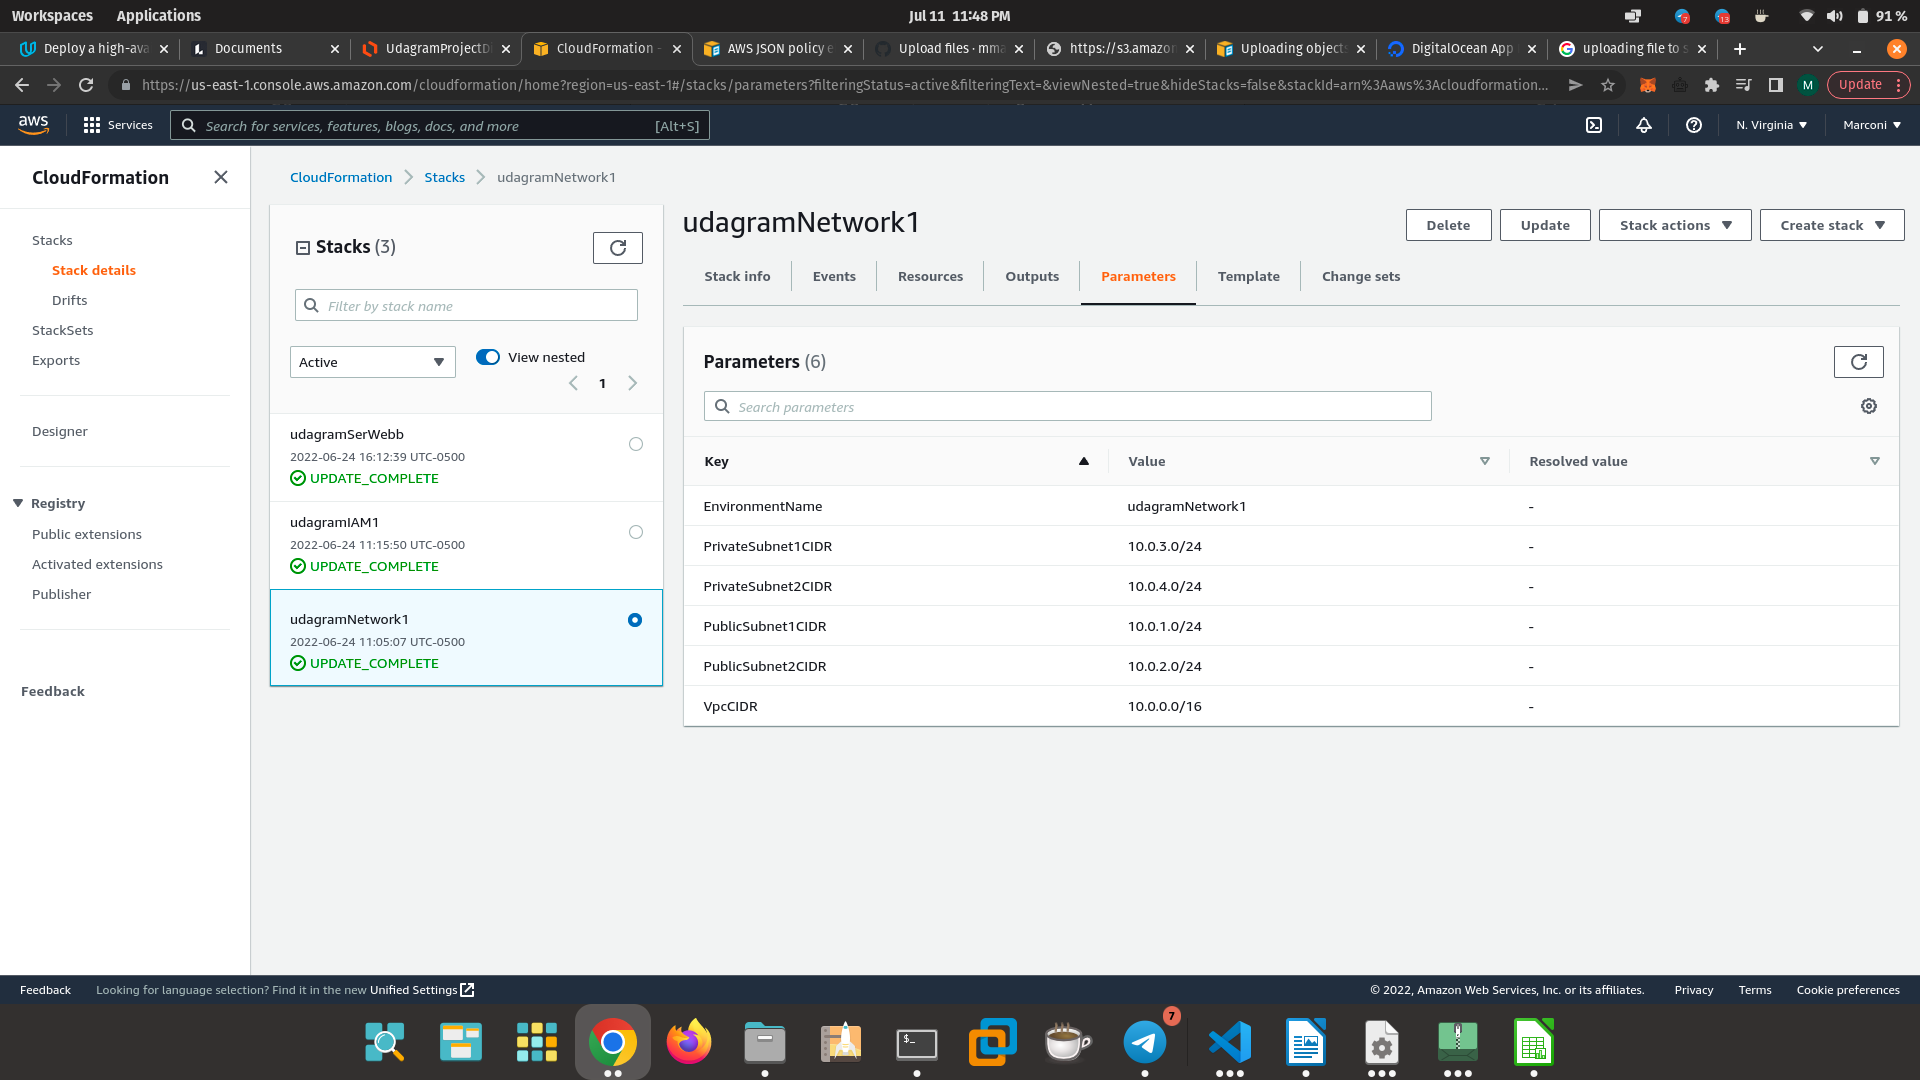 Workspaces Applications Jul 11 11:48 PM 7 13 91 %
Deploy a high-ava Documents UdagramProjectDi CloudFormation - AWS JSON policy e Upload files · mma https://s3.amazon Uploading objects DigitalOcean App uploading file to s
https://us-east-1.console.aws.amazon.com/cloudformation/home?region=us-east-1#/stacks/parameters?filteringStatus=active&filteringText=&viewNested=true&hideStacks=false&stackId=arn%3Aaws%3Acloudformation... M Update
aws Services Search for services, features, blogs, docs, and more [Alt+S] N. Virginia Marconi
CloudFormation
Stacks
Stack details
Drifts
StackSets
Exports
Designer
Registry
Public extensions
Activated extensions
Publisher
Feedback
CloudFormation Stacks udagramNetwork1
Stacks (3)
Filter by stack name
Active View nested
1
udagramSerWebb
2022-06-24 16:12:39 UTC-0500
UPDATE_COMPLETE
udagramIAM1
2022-06-24 11:15:50 UTC-0500
UPDATE_COMPLETE
udagramNetwork1
2022-06-24 11:05:07 UTC-0500
UPDATE_COMPLETE
udagramNetwork1 Delete Update Stack actions Create stack
Stack info Events Resources Outputs Parameters Template Change sets
Parameters (6)
Search parameters
Key Value Resolved value
EnvironmentName udagramNetwork1 -
PrivateSubnet1CIDR 10.0.3.0/24 -
PrivateSubnet2CIDR 10.0.4.0/24 -
PublicSubnet1CIDR 10.0.1.0/24 -
PublicSubnet2CIDR 10.0.2.0/24 -
VpcCIDR 10.0.0.0/16 -
Feedback Looking for language selection? Find it in the new Unified Settings © 2022, Amazon Web Services, Inc. or its affiliates. Privacy Terms Cookie preferences
$_ 7